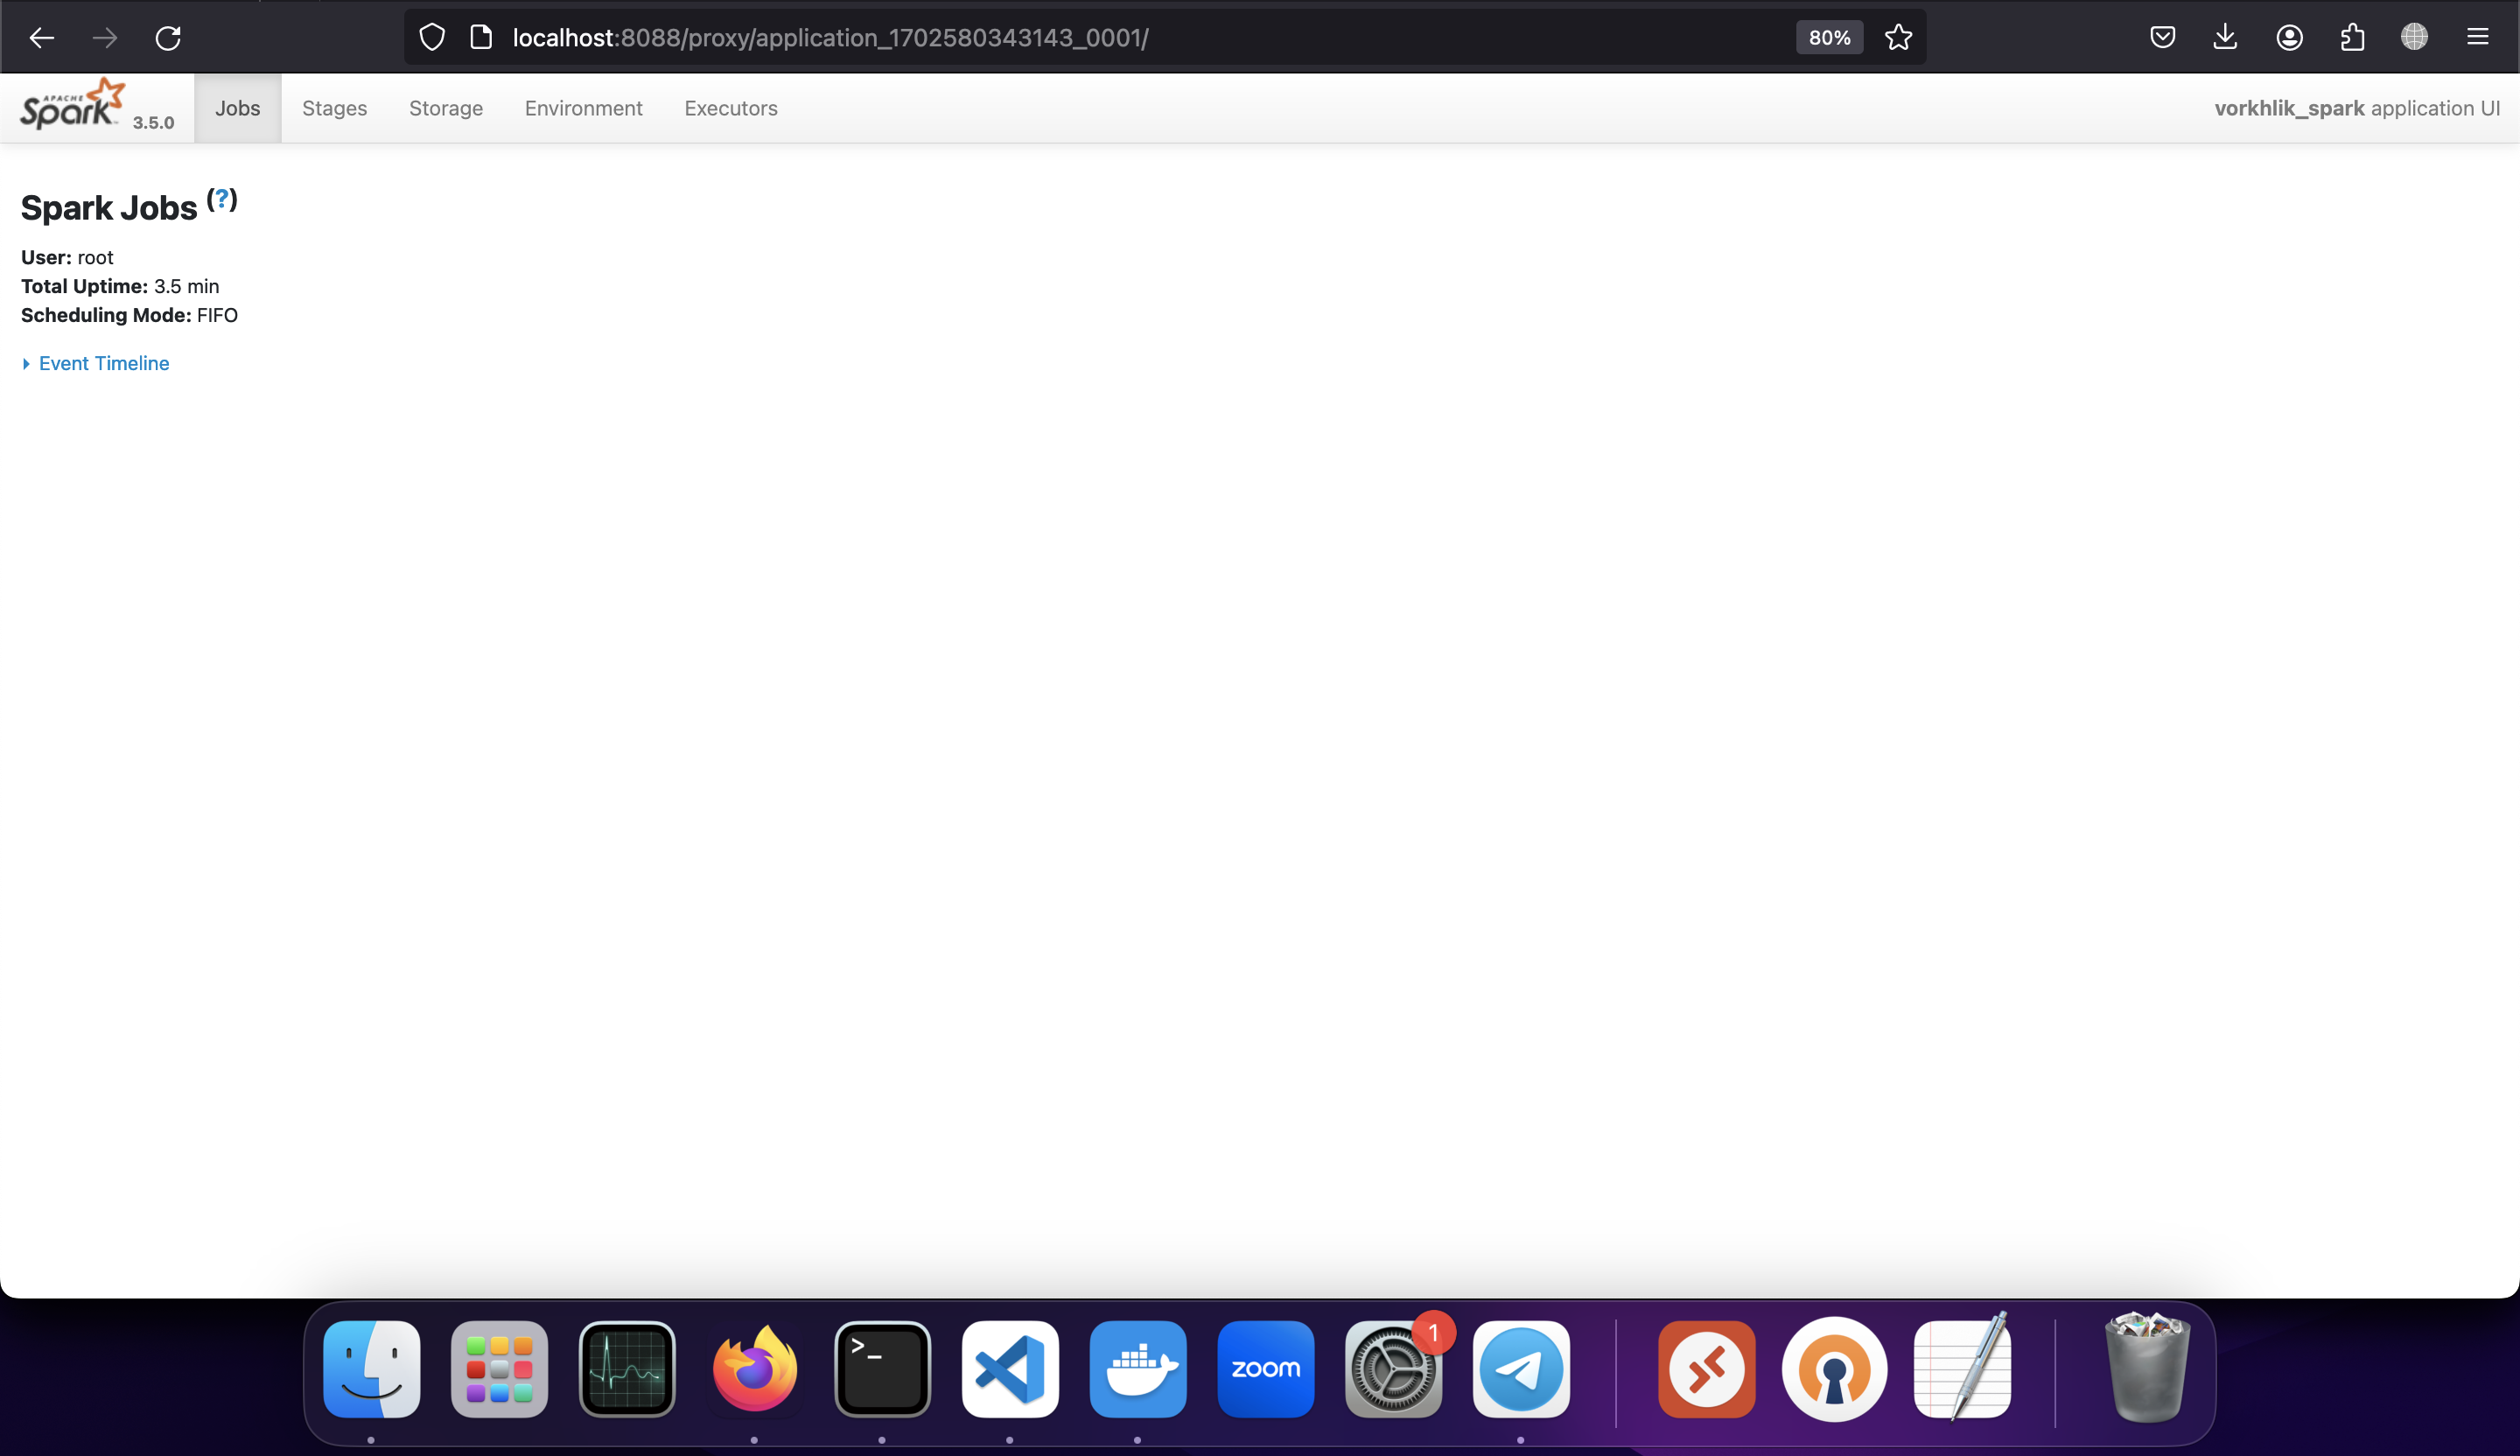 localhost:8088/proxy/application_1702580343143_0001/
80%
APACHE
Spark 3.5.0
Jobs
Stages
Storage
Environment
Executors
vorkhlik_spark application UI
Spark Jobs (?)
User: root
Total Uptime: 3.5 min
Scheduling Mode: FIFO
Event Timeline
>_
zoom
1